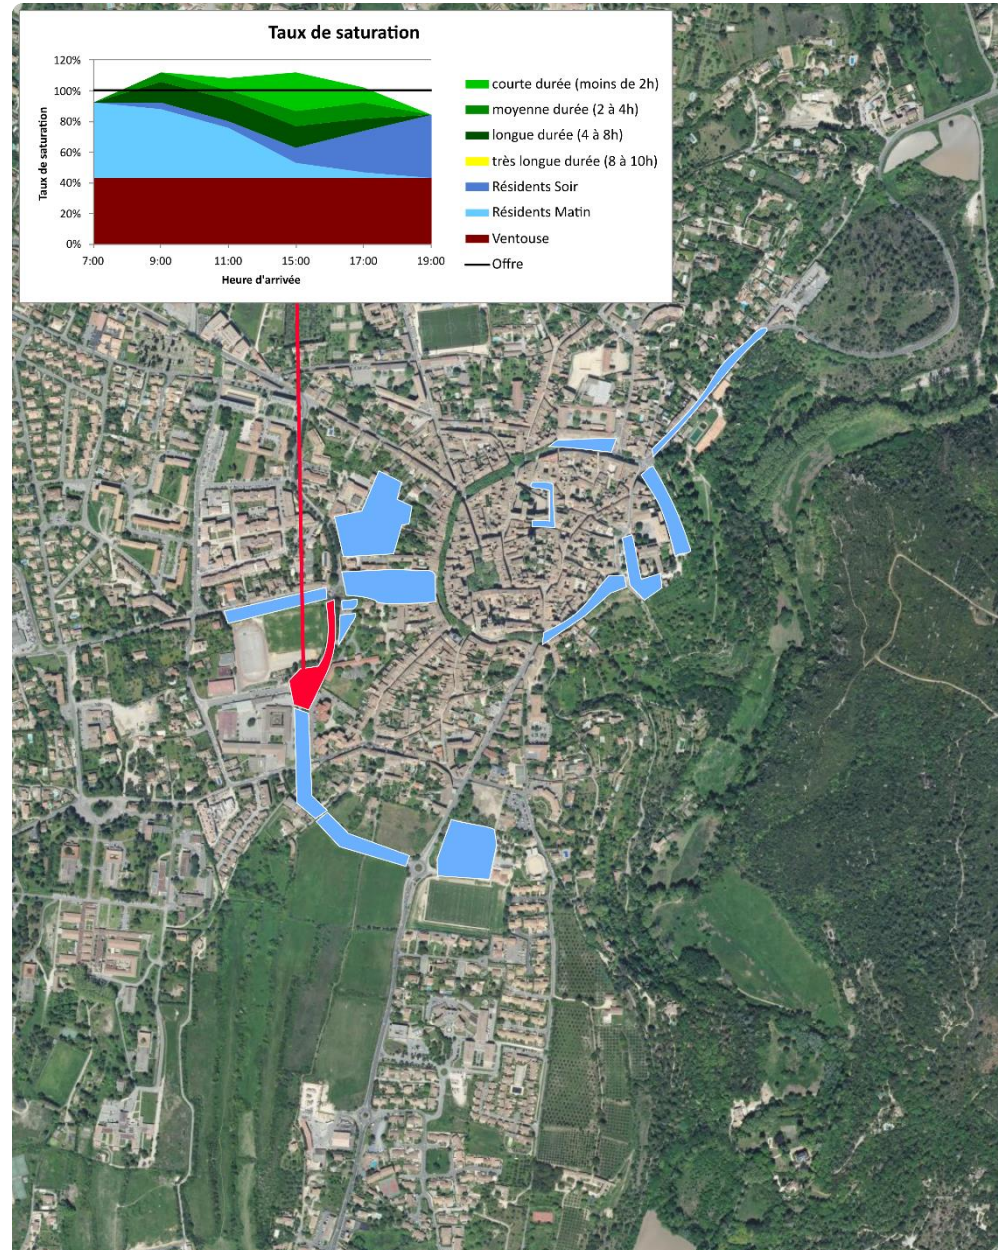 Taux de saturation
120%
100%
80%
60%
40%
20%
0%
Taux de saturation
7:00 9:00 11:00 15:00 17:00 19:00
Heure d'arrivée
courte durée (moins de 2h)
moyenne durée (2 à 4h)
longue durée (4 à 8h)
très longue durée (8 à 10h)
Résidents Soir
Résidents Matin
Ventouse
Offre